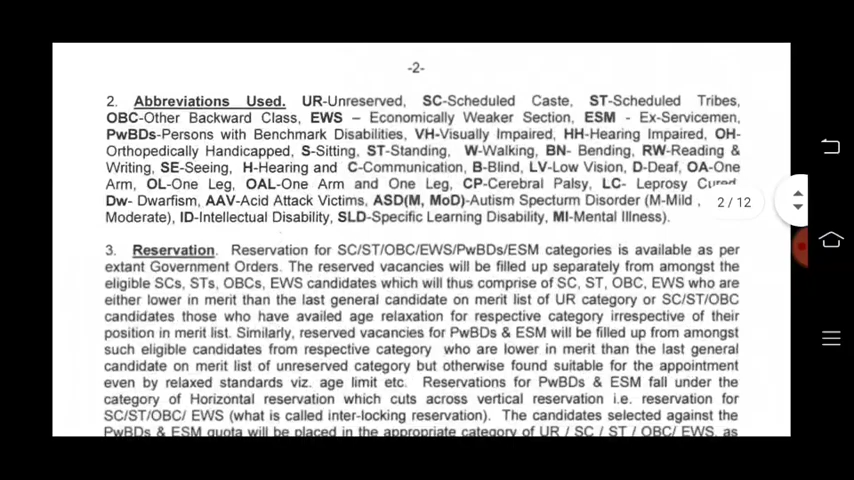 -2-
2. Abbreviations Used. UR-Unreserved, SC-Scheduled Caste, ST-Scheduled Tribes,
OBC-Other Backward Class, EWS – Economically Weaker Section, ESM - Ex-Servicemen,
PwBDs-Persons with Benchmark Disabilities, VH-Visually Impaired, HH-Hearing Impaired, OH-
Orthopedically Handicapped, S-Sitting, ST-Standing, W-Walking, BN- Bending, RW-Reading &
Writing, SE-Seeing, H-Hearing and C-Communication, B-Blind, LV-Low Vision, D-Deaf, OA-One
Arm, OL-One Leg, OAL-One Arm and One Leg, CP-Cerebral Palsy, LC- Leprosy Cured,
Dw- Dwarfism, AAV-Acid Attack Victims, ASD(M, MoD)-Autism Specturm Disorder (M-Mild ,
2 / 12
Moderate), ID-Intellectual Disability, SLD-Specific Learning Disability, MI-Mental Illness).
3. Reservation. Reservation for SC/ST/OBC/EWS/PwBDs/ESM categories is available as per
extant Government Orders. The reserved vacancies will be filled up separately from amongst the
eligible SCs, STs, OBCs, EWS candidates which will thus comprise of SC, ST, OBC, EWS who are
either lower in merit than the last general candidate on merit list of UR category or SC/ST/OBC
candidates those who have availed age relaxation for respective category irrespective of their
position in merit list. Similarly, reserved vacancies for PwBDs & ESM will be filled up from amongst
such eligible candidates from respective category who are lower in merit than the last general
candidate on merit list of unreserved category but otherwise found suitable for the appointment
even by relaxed standards viz. age limit etc. Reservations for PwBDs & ESM fall under the
category of Horizontal reservation which cuts across vertical reservation i.e. reservation for
SC/ST/OBC/ EWS (what is called inter-locking reservation). The candidates selected against the
PwBDs & ESM quota will be placed in the appropriate category of UR / SC / ST / OBC/ EWS, as